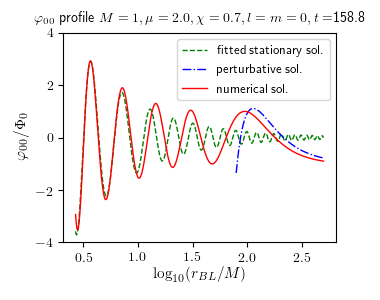 φ₀₀ profile M = 1, μ = 2.0, χ = 0.7, l = m = 0, t =158.8
fitted stationary sol.
perturbative sol.
numerical sol.
φ₀₀/Φ₀
4
2
0
−2
−4
0.5 1.0 1.5 2.0 2.5
log₁₀(r_BL/M)